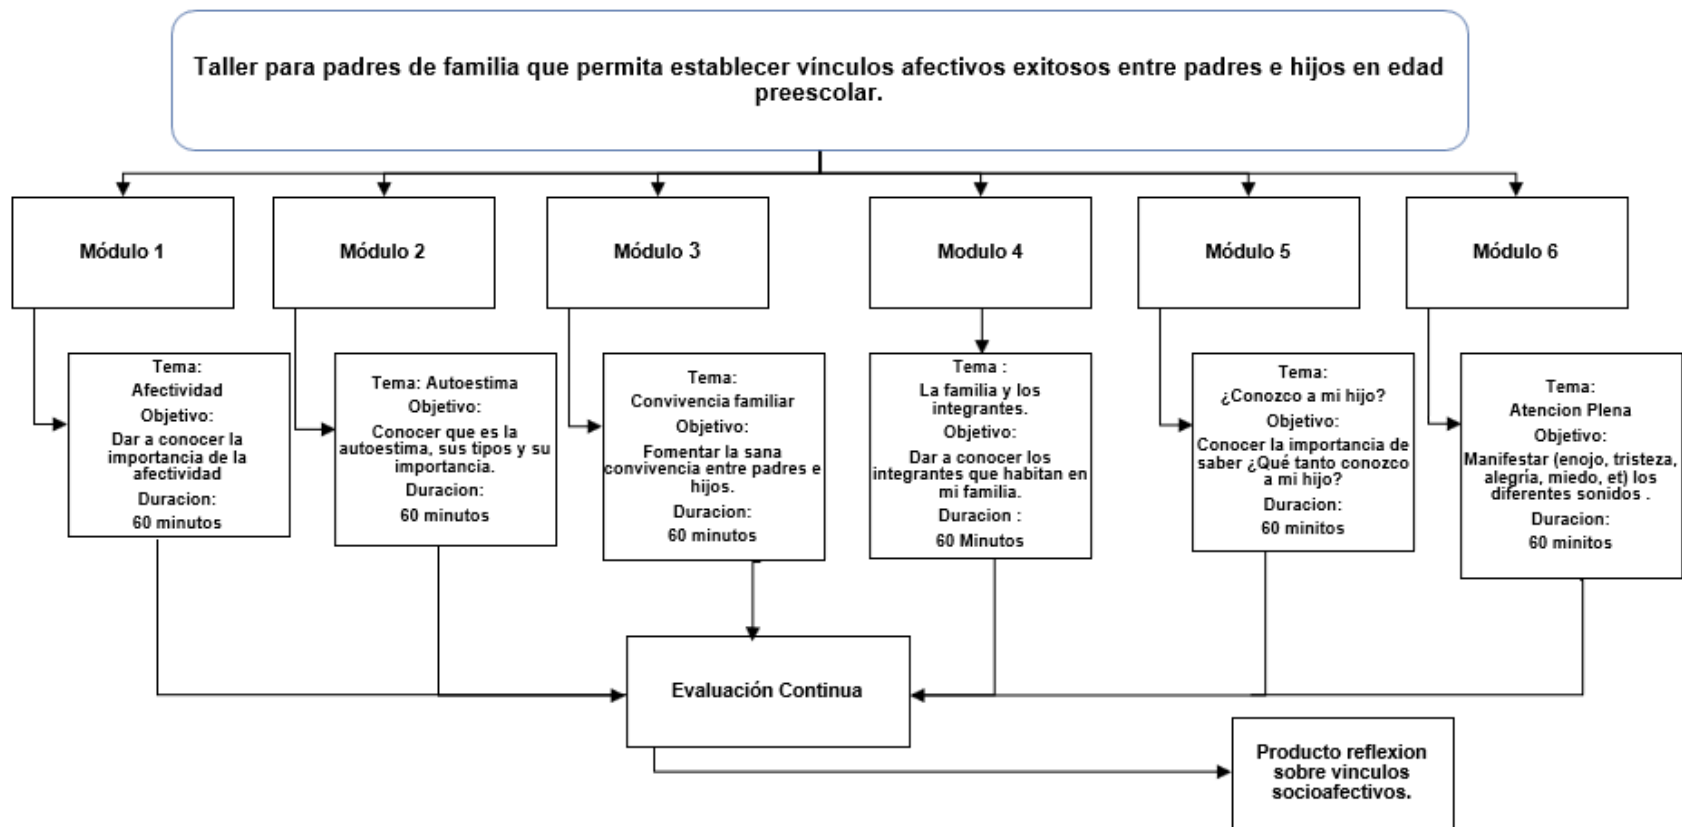 Taller para padres de familia que permita establecer vínculos afectivos exitosos entre padres e hijos en edad
preescolar.
Módulo 1
Módulo 2
Módulo 3
Modulo 4
Módulo 5
Módulo 6
Tema:
Afectividad
Objetivo:
Dar a conocer la
importancia de la
afectividad
Duracion:
60 minutos
Tema: Autoestima
Objetivo:
Conocer que es la
autoestima, sus tipos y su
importancia.
Duracion:
60 minutos
Tema:
Convivencia familiar
Objetivo:
Fomentar la sana
convivencia entre padres e
hijos.
Duracion:
60 minutos
Tema :
La familia y los
integrantes.
Objetivo:
Dar a conocer los
integrantes que habitan en
mi familia.
Duracion :
60 Minutos
Tema:
¿Conozco a mi hijo?
Objetivo:
Conocer la importancia de
saber ¿Qué tanto conozco
a mi hijo?
Duracion:
60 minitos
Tema:
Atencion Plena
Objetivo:
Manifestar (enojo, tristeza,
alegría, miedo, et) los
diferentes sonidos .
Duracion:
60 minitos
Evaluación Continua
Producto reflexion
sobre vinculos
socioafectivos.